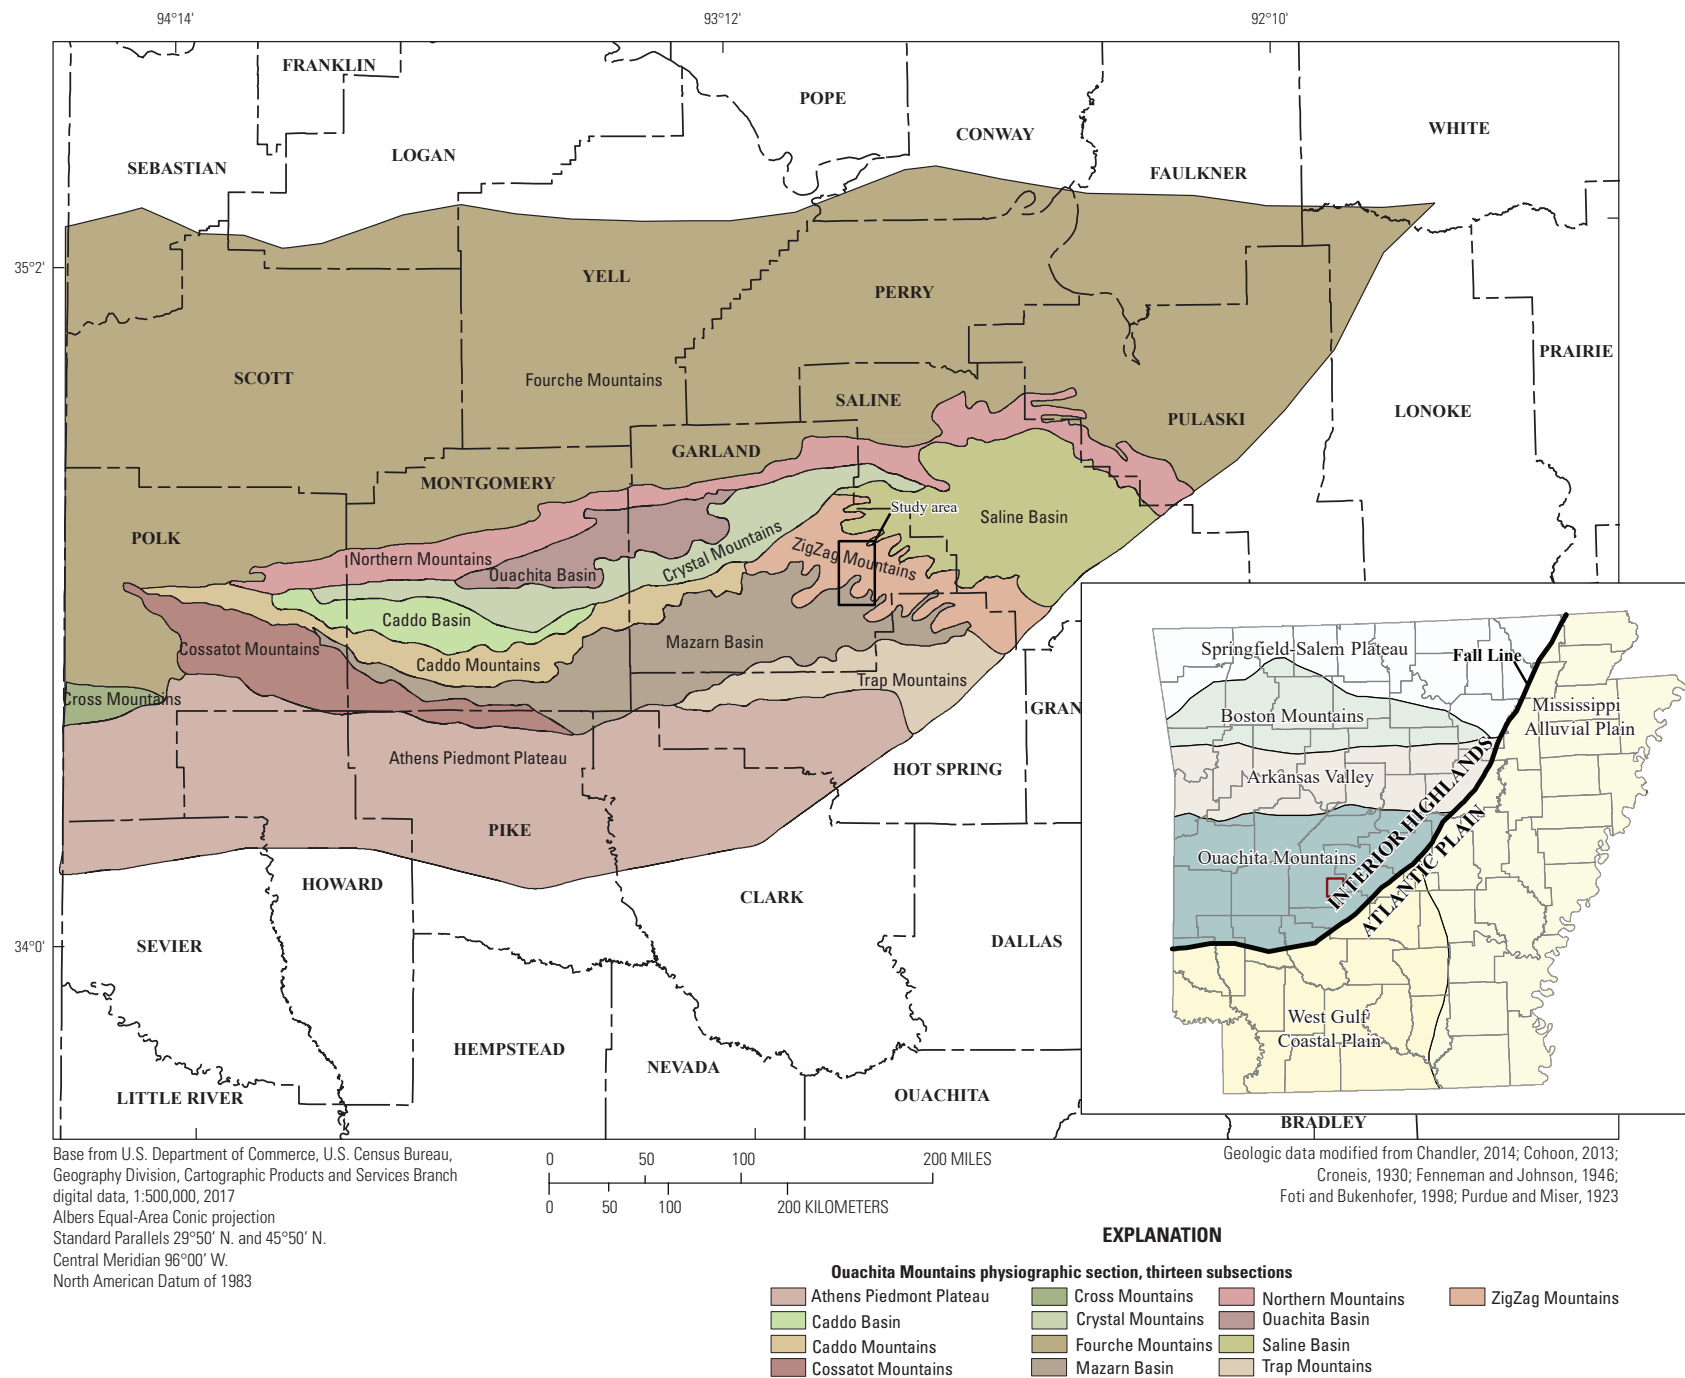 94°14'
93°12'
92°10'
FRANKLIN
POPE
CONWAY
WHITE
LOGAN
SEBASTIAN
FAULKNER
35°2'
YELL
PERRY
PRAIRIE
SCOTT
Fourche Mountains
SALINE
LONOKE
PULASKI
GARLAND
MONTGOMERY
Study area
Saline Basin
POLK
Northern Mountains
Crystal Mountains
ZigZag Mountains
Ouachita Basin
Caddo Basin
Mazarn Basin
Cossatot Mountains
Caddo Mountains
Trap Mountains
Cross Mountains
GRAN
Athens Piedmont Plateau
HOT SPRING
PIKE
HOWARD
CLARK
34°0'
SEVIER
DALLAS
HEMPSTEAD
NEVADA
LITTLE RIVER
OUACHITA
BRADLEY
Springfield-Salem Plateau
Fall Line
Mississippi
Alluvial Plain
Boston Mountains
Arkansas Valley
INTERIOR HIGHLANDS
ATLANTIC PLAIN
Ouachita Mountains
West Gulf
Coastal Plain
Base from U.S. Department of Commerce, U.S. Census Bureau,
Geography Division, Cartographic Products and Services Branch
digital data, 1:500,000, 2017
Albers Equal-Area Conic projection
Standard Parallels 29°50' N. and 45°50' N.
Central Meridian 96°00' W.
North American Datum of 1983
0 50 100 200 MILES
0 50 100 200 KILOMETERS
Geologic data modified from Chandler, 2014; Cohoon, 2013;
Croneis, 1930; Fenneman and Johnson, 1946;
Foti and Bukenhofer, 1998; Purdue and Miser, 1923
EXPLANATION
Ouachita Mountains physiographic section, thirteen subsections
Athens Piedmont Plateau
Caddo Basin
Caddo Mountains
Cossatot Mountains
Cross Mountains
Crystal Mountains
Fourche Mountains
Mazarn Basin
Northern Mountains
Ouachita Basin
Saline Basin
Trap Mountains
ZigZag Mountains